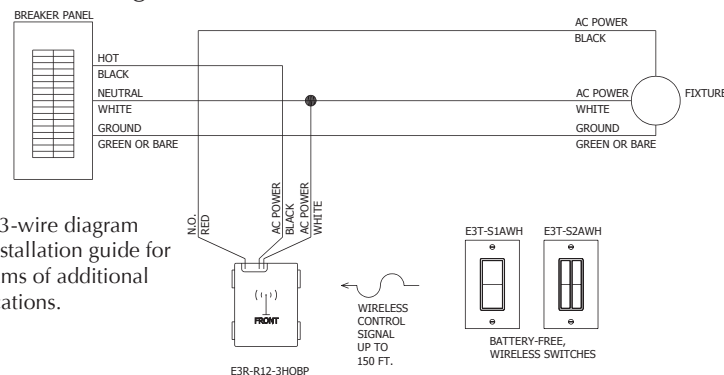 BREAKER PANEL
AC POWER
BLACK
HOT
BLACK
NEUTRAL
WHITE
AC POWER
WHITE
FIXTURE
GROUND
GREEN OR BARE
GROUND
GREEN OR BARE
N.O.
RED
AC POWER
BLACK
AC POWER
WHITE
3-wire diagram
stallation guide for
ms of additional
ations.
FRONT
E3R-R12-3HOBP
WIRELESS
CONTROL
SIGNAL
UP TO
150 FT.
E3T-S1AWH
E3T-S2AWH
BATTERY-FREE,
WIRELESS SWITCHES